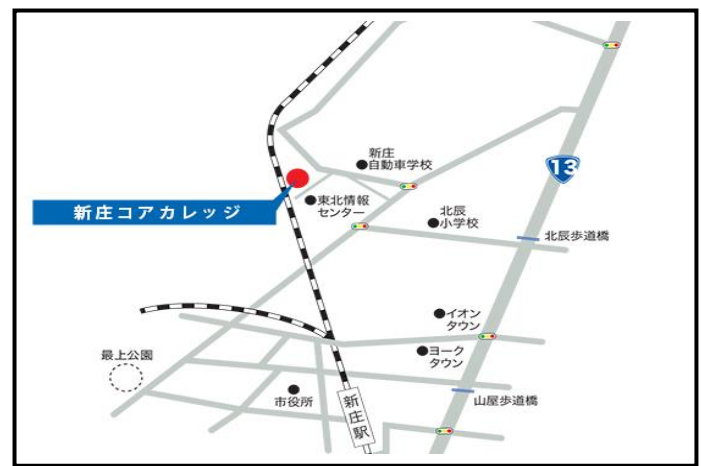 新庄
自動車学校
13
新庄コアカレッジ
東北情報
センター
北辰
小学校
北辰歩道橋
イオン
タウン
ヨーク
タウン
最上公園
市役所
新庄駅
山屋歩道橋